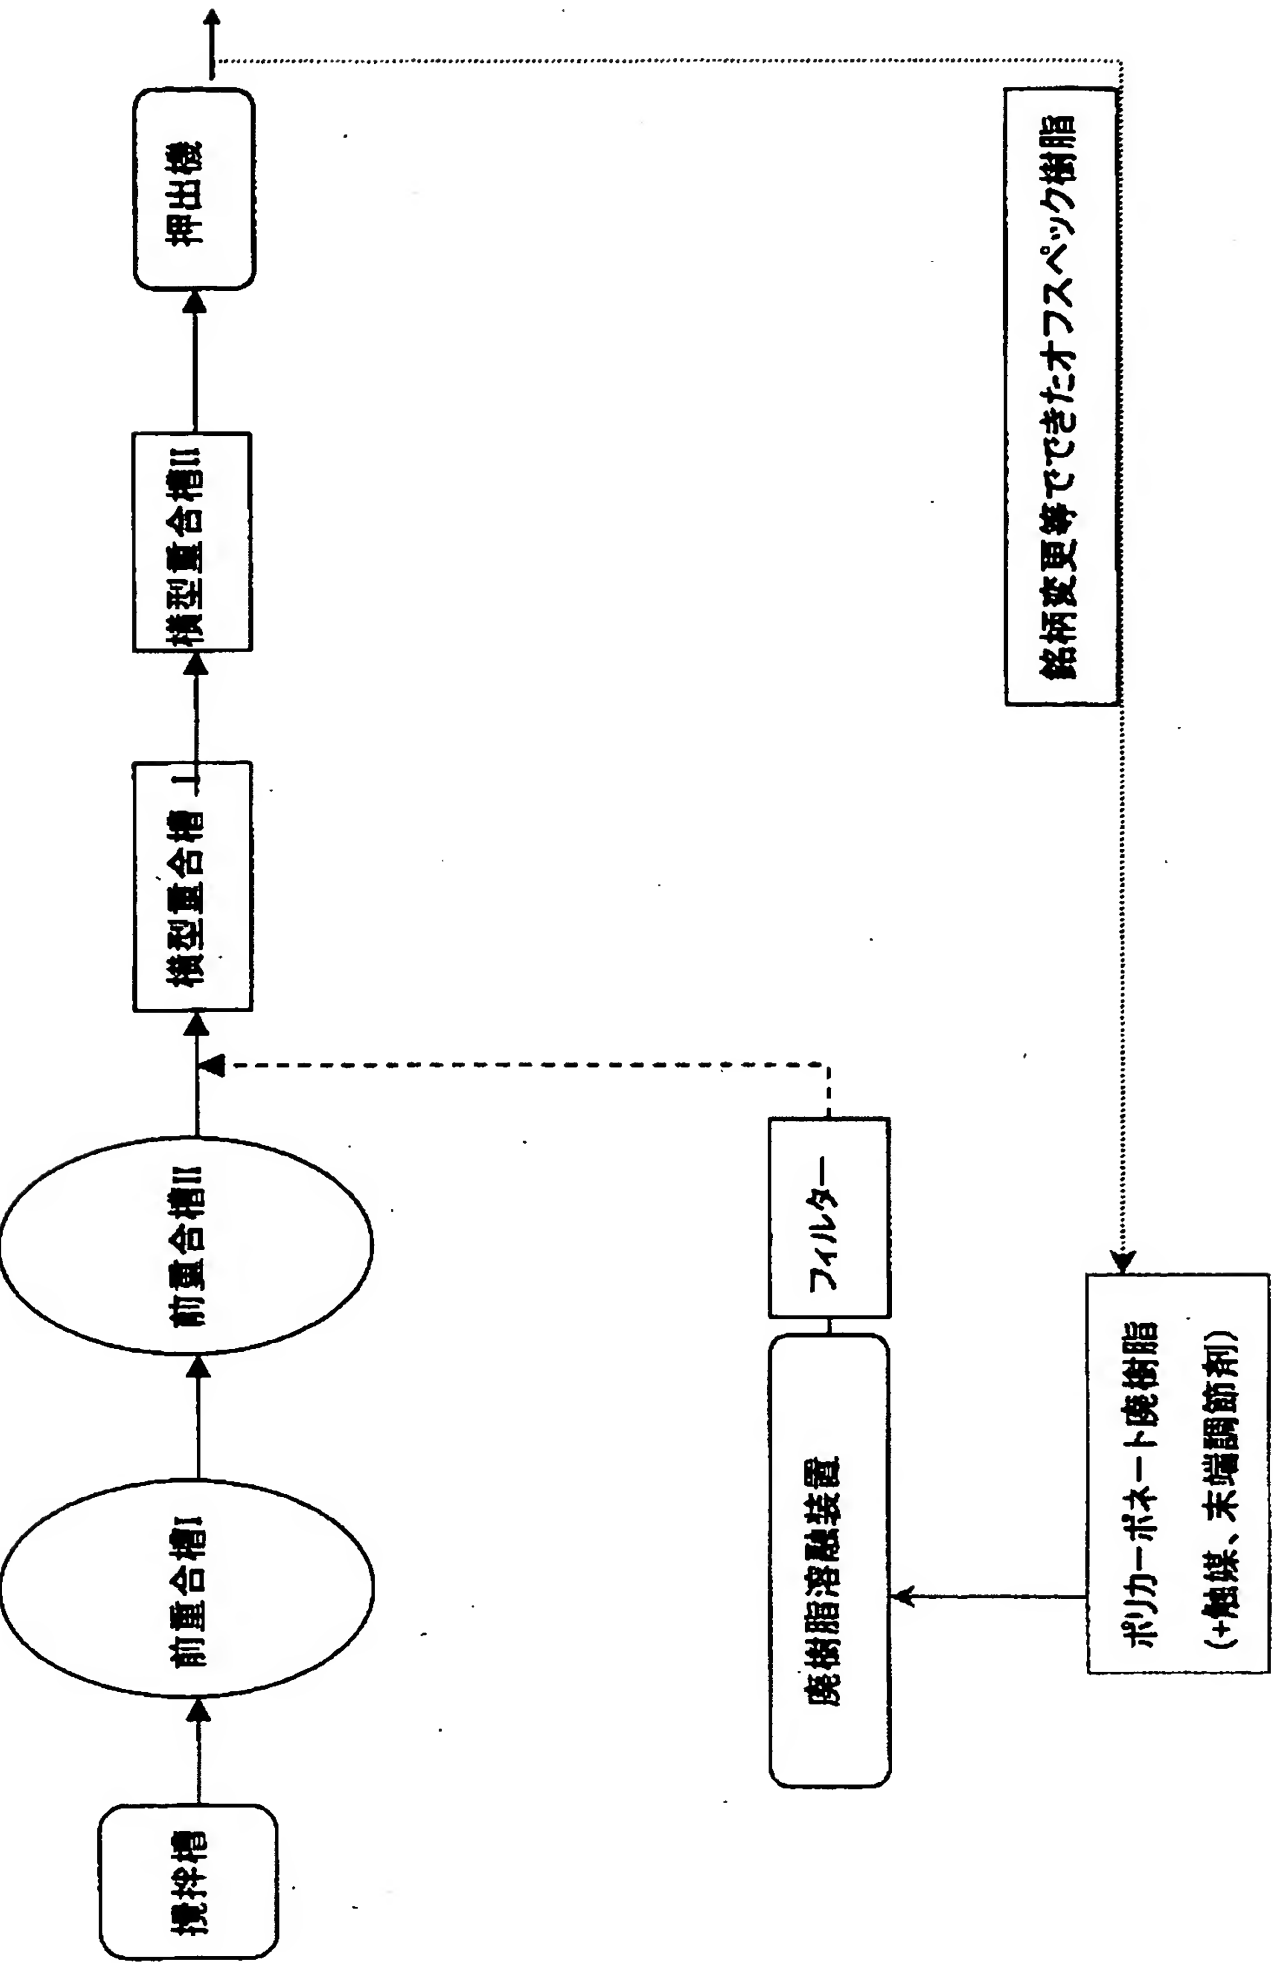 攪拌槽
前重合槽I
前重合槽II
横型重合槽 I
横型重合槽II
押出機
廃樹脂溶融装置
フィルター
ポリカーボネート廃樹脂
(+触媒、末端調節剤)
銘柄変更等でできたオフスペック樹脂